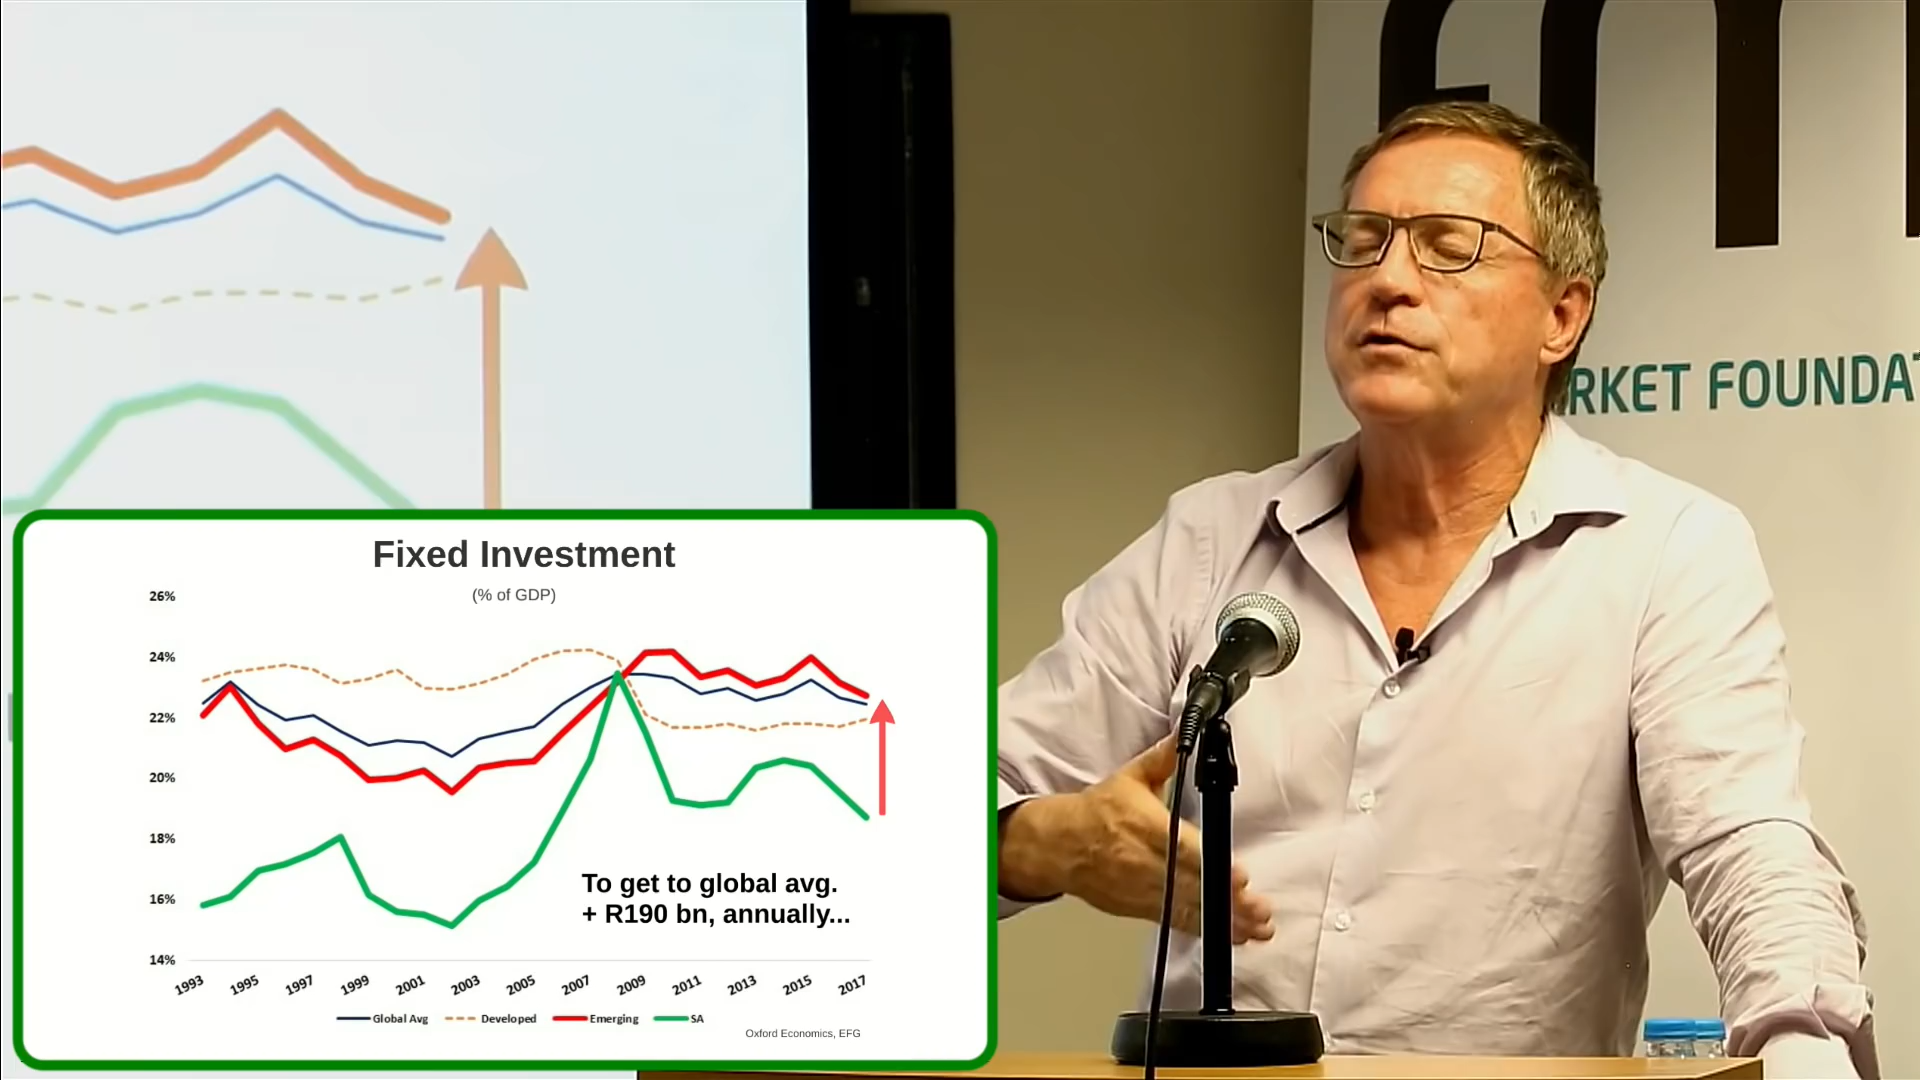 RKET FOUNDAT
Fixed Investment
(% of GDP)
26%
24%
22%
20%
18%
16%
14%
To get to global avg.
+ R190 bn, annually...
1993 1995 1997 1999 2001 2003 2005 2007 2009 2011 2013 2015 2017
Global Avg Developed Emerging SA
Oxford Economics, EFG